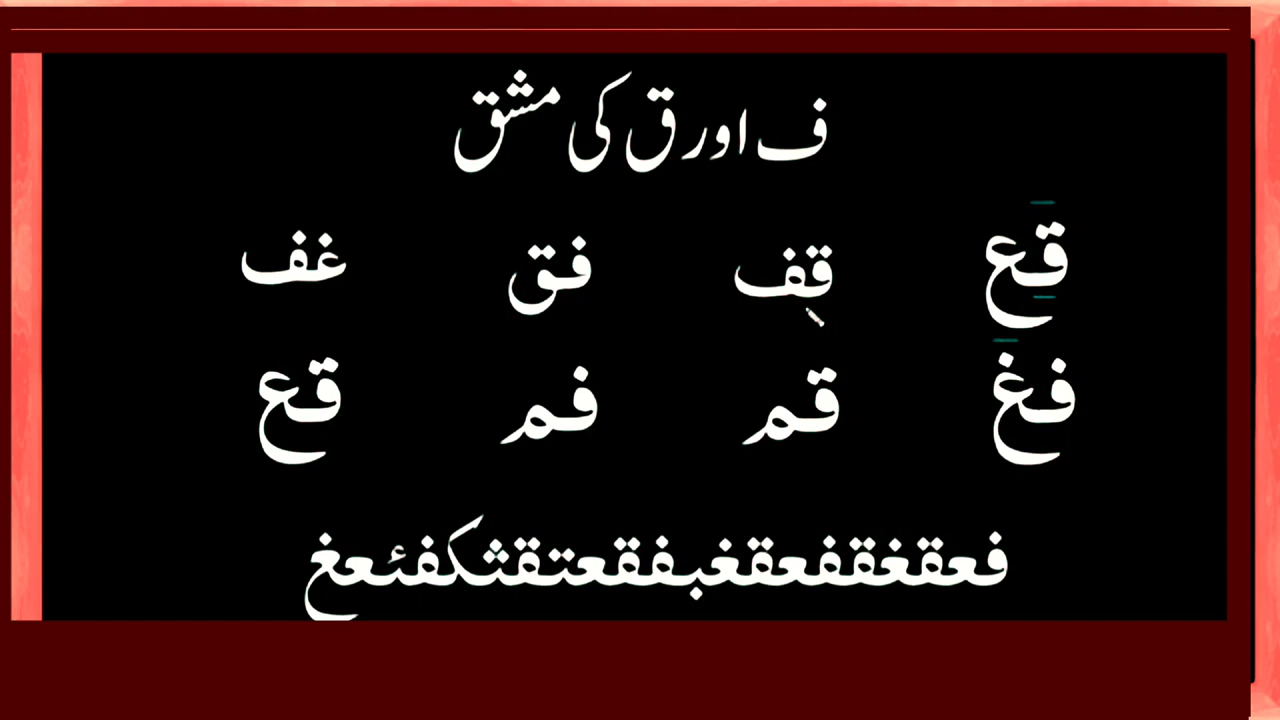 ف اور ق کی مشق
قع قف فق غف
فغ قم فم قع
فعقغقفعقغبفقعتقثکفئعغ